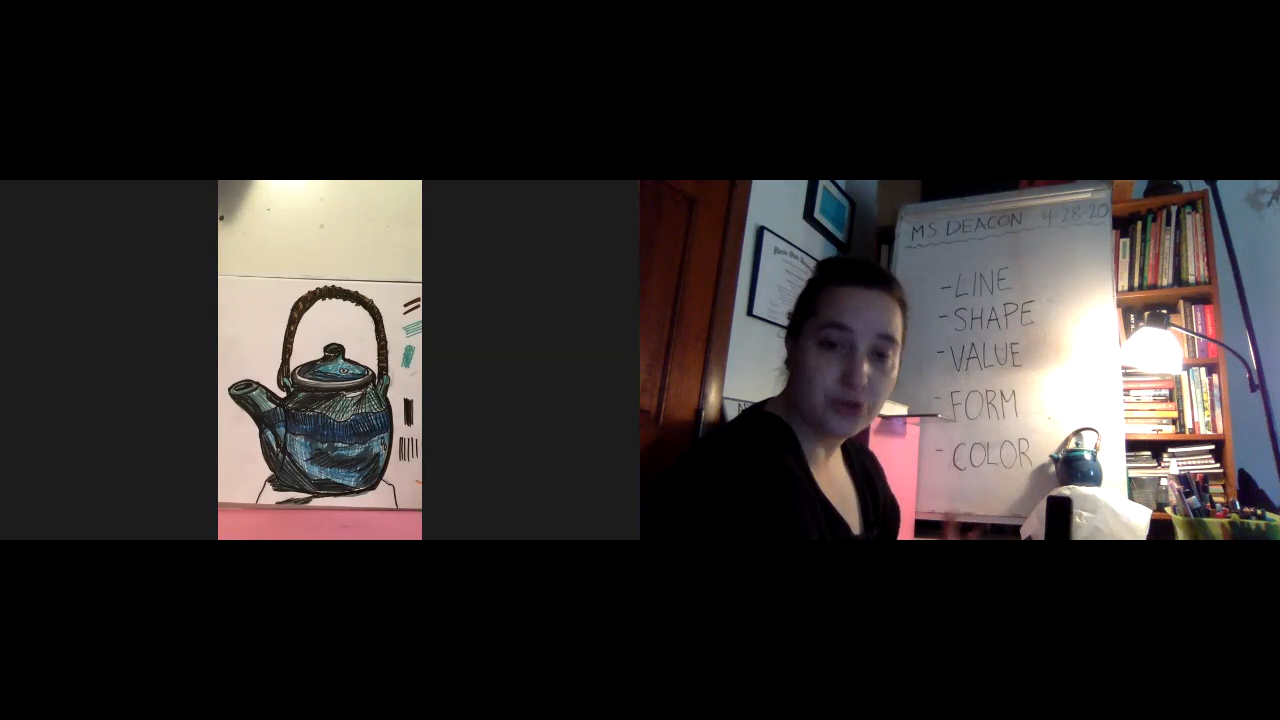 MS DEACON 4-28-20
-LINE
-SHAPE
-VALUE
-FORM
-COLOR